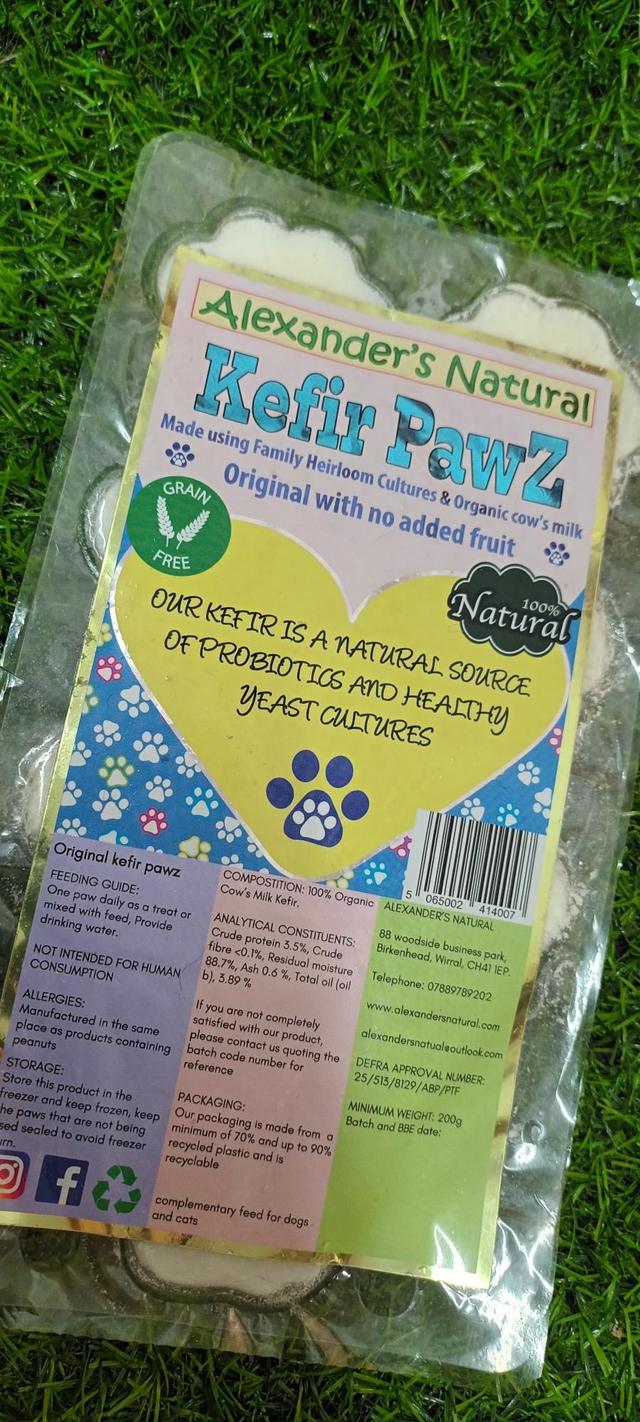 Alexander's Natural
Kefir PawZ
Made using Family Heirloom Cultures & Organic cow's milk
Original with no added fruit
GRAIN
FREE
100%
Natural
OUR KEFIR IS A NATURAL SOURCE
OF PROBIOTICS AND HEALTHY
YEAST CULTURES
5 065002 414007
Original kefir pawz
FEEDING GUIDE:
One paw daily as a treat or
mixed with feed, Provide
drinking water.
NOT INTENDED FOR HUMAN
CONSUMPTION
ALLERGIES:
Manufactured in the same
place as products containing
peanuts
STORAGE:
Store this product in the
freezer and keep frozen, keep
he paws that are not being
sed sealed to avoid freezer
urn.
COMPOSTITION: 100% Organic
Cow's Milk Kefir.
ANALYTICAL CONSTITUENTS:
Crude protein 3.5%, Crude
fibre <0.1%, Residual moisture
88.7%, Ash 0.6 %, Total oil (oil
b), 3.89 %
If you are not completely
satisfied with our product,
please contact us quoting the
batch code number for
reference
PACKAGING:
Our packaging is made from a
minimum of 70% and up to 90%
recycled plastic and is
recyclable
complementary feed for dogs
and cats
ALEXANDER'S NATURAL
88 woodside business park,
Birkenhead, Wirral, CH41 1EP.
Telephone: 07889789202
www.alexandersnatural.com
alexandersnatual@outlook.com
DEFRA APPROVAL NUMBER:
25/513/8129/ABP/PTF
MINIMUM WEIGHT: 200g
Batch and BBE date: